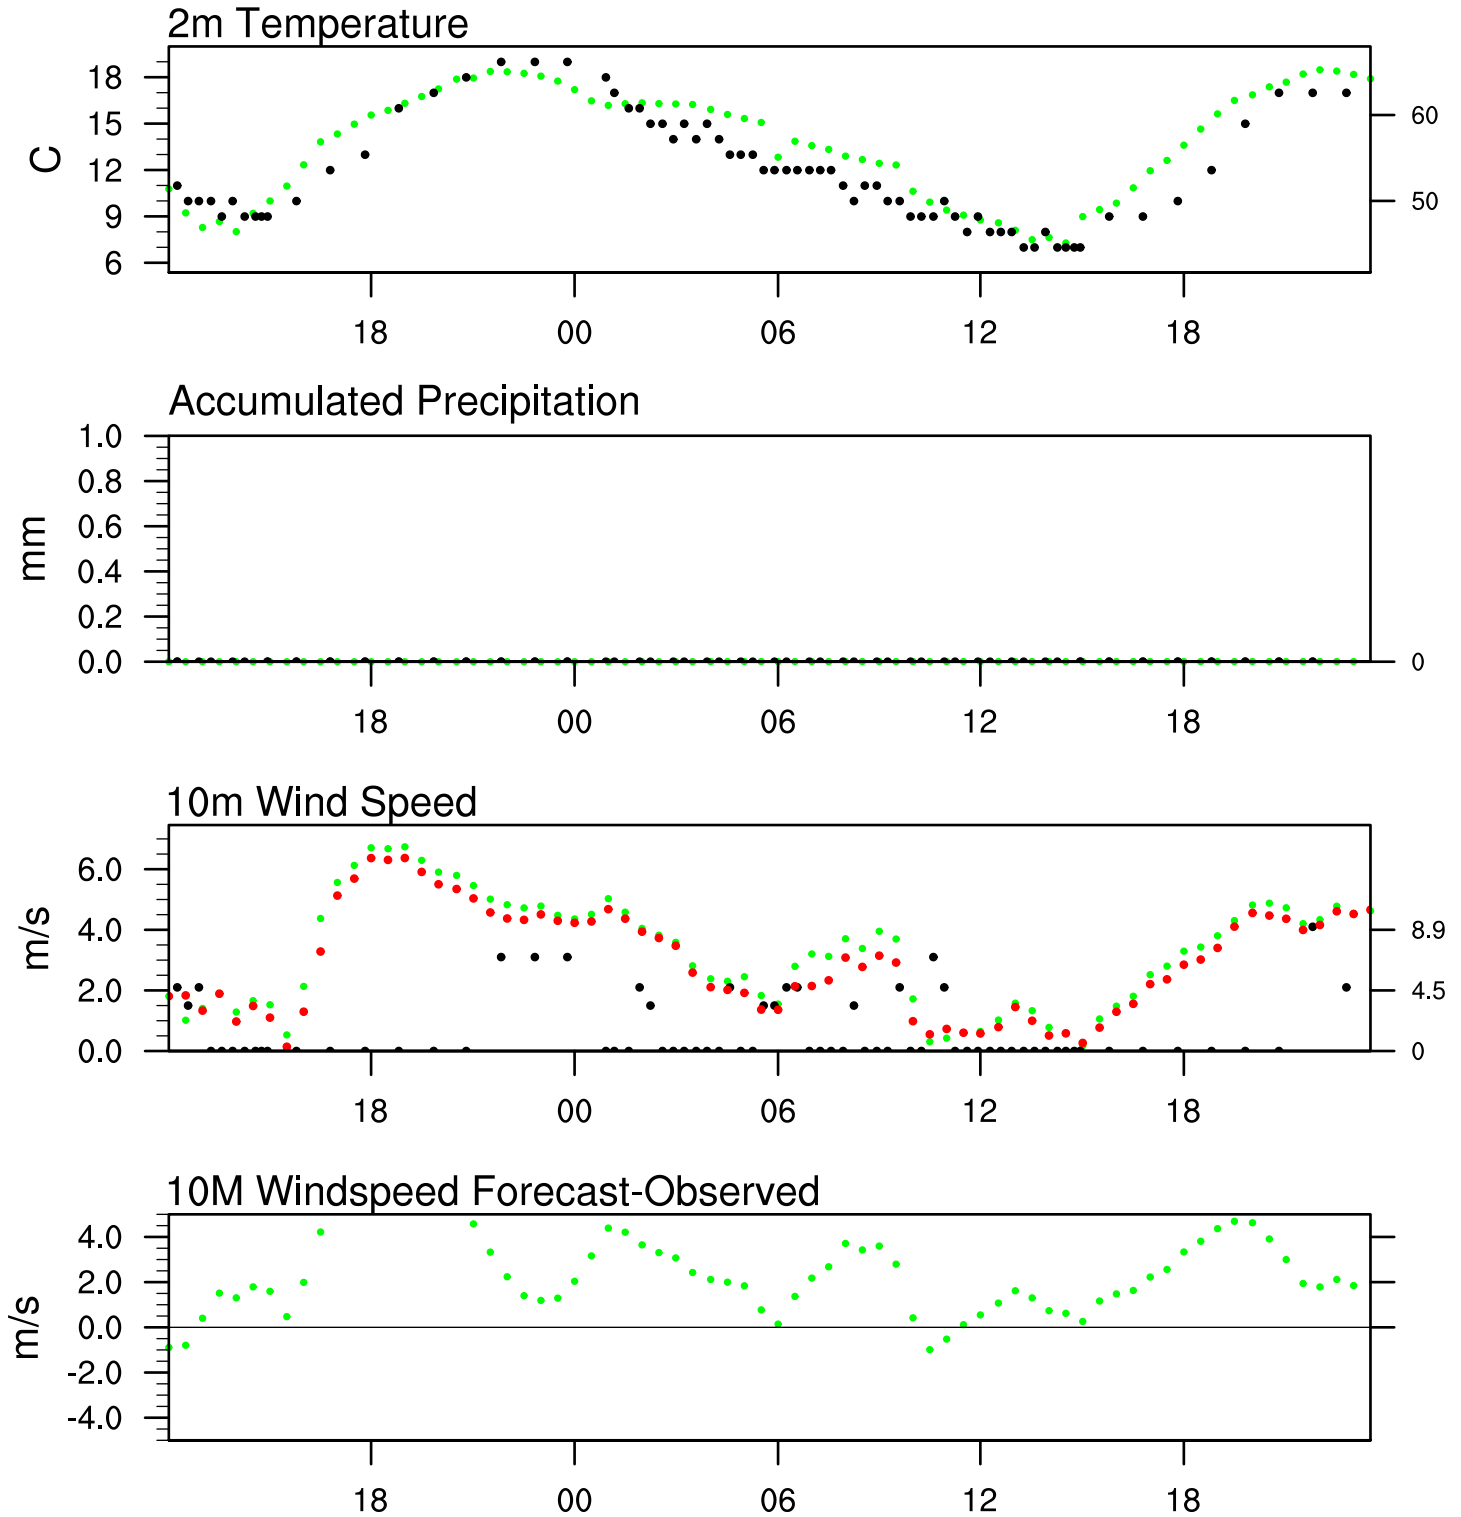 2m Temperature
18
15
12
9
6
C
60
50
18 00 06 12 18
Accumulated Precipitation
1.0
0.8
0.6
0.4
0.2
0.0
mm
0
18 00 06 12 18
10m Wind Speed
6.0
4.0
2.0
0.0
m/s
8.9
4.5
0
18 00 06 12 18
10M Windspeed Forecast-Observed
4.0
2.0
0.0
-2.0
-4.0
m/s
18 00 06 12 18